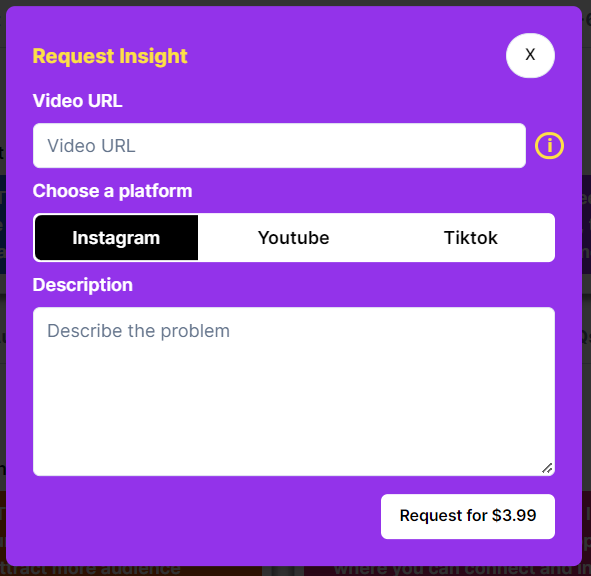 Request Insight
X
Video URL
Video URL
i
Choose a platform
Instagram
Youtube
Tiktok
Description
Describe the problem
Request for $3.99
tract more audience
where you can connect and in